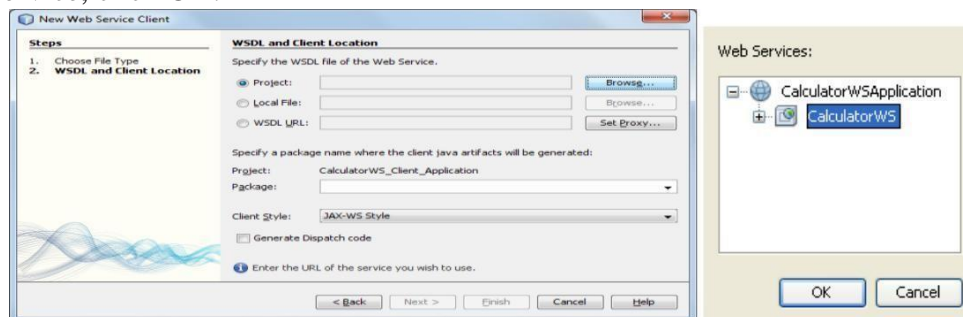 New Web Service Client
Steps
1. Choose File Type
2. WSDL and Client Location
WSDL and Client Location
Specify the WSDL file of the Web Service.
Project: Browse...
Local File: Browse...
WSDL URL: Set Proxy...
Specify a package name where the client java artifacts will be generated:
Project: CalculatorWS_Client_Application
Package:
Client Style: JAX-WS Style
Generate Dispatch code
Enter the URL of the service you wish to use.
< Back Next > Finish Cancel Help
Web Services:
CalculatorWSApplication
CalculatorWS
OK Cancel